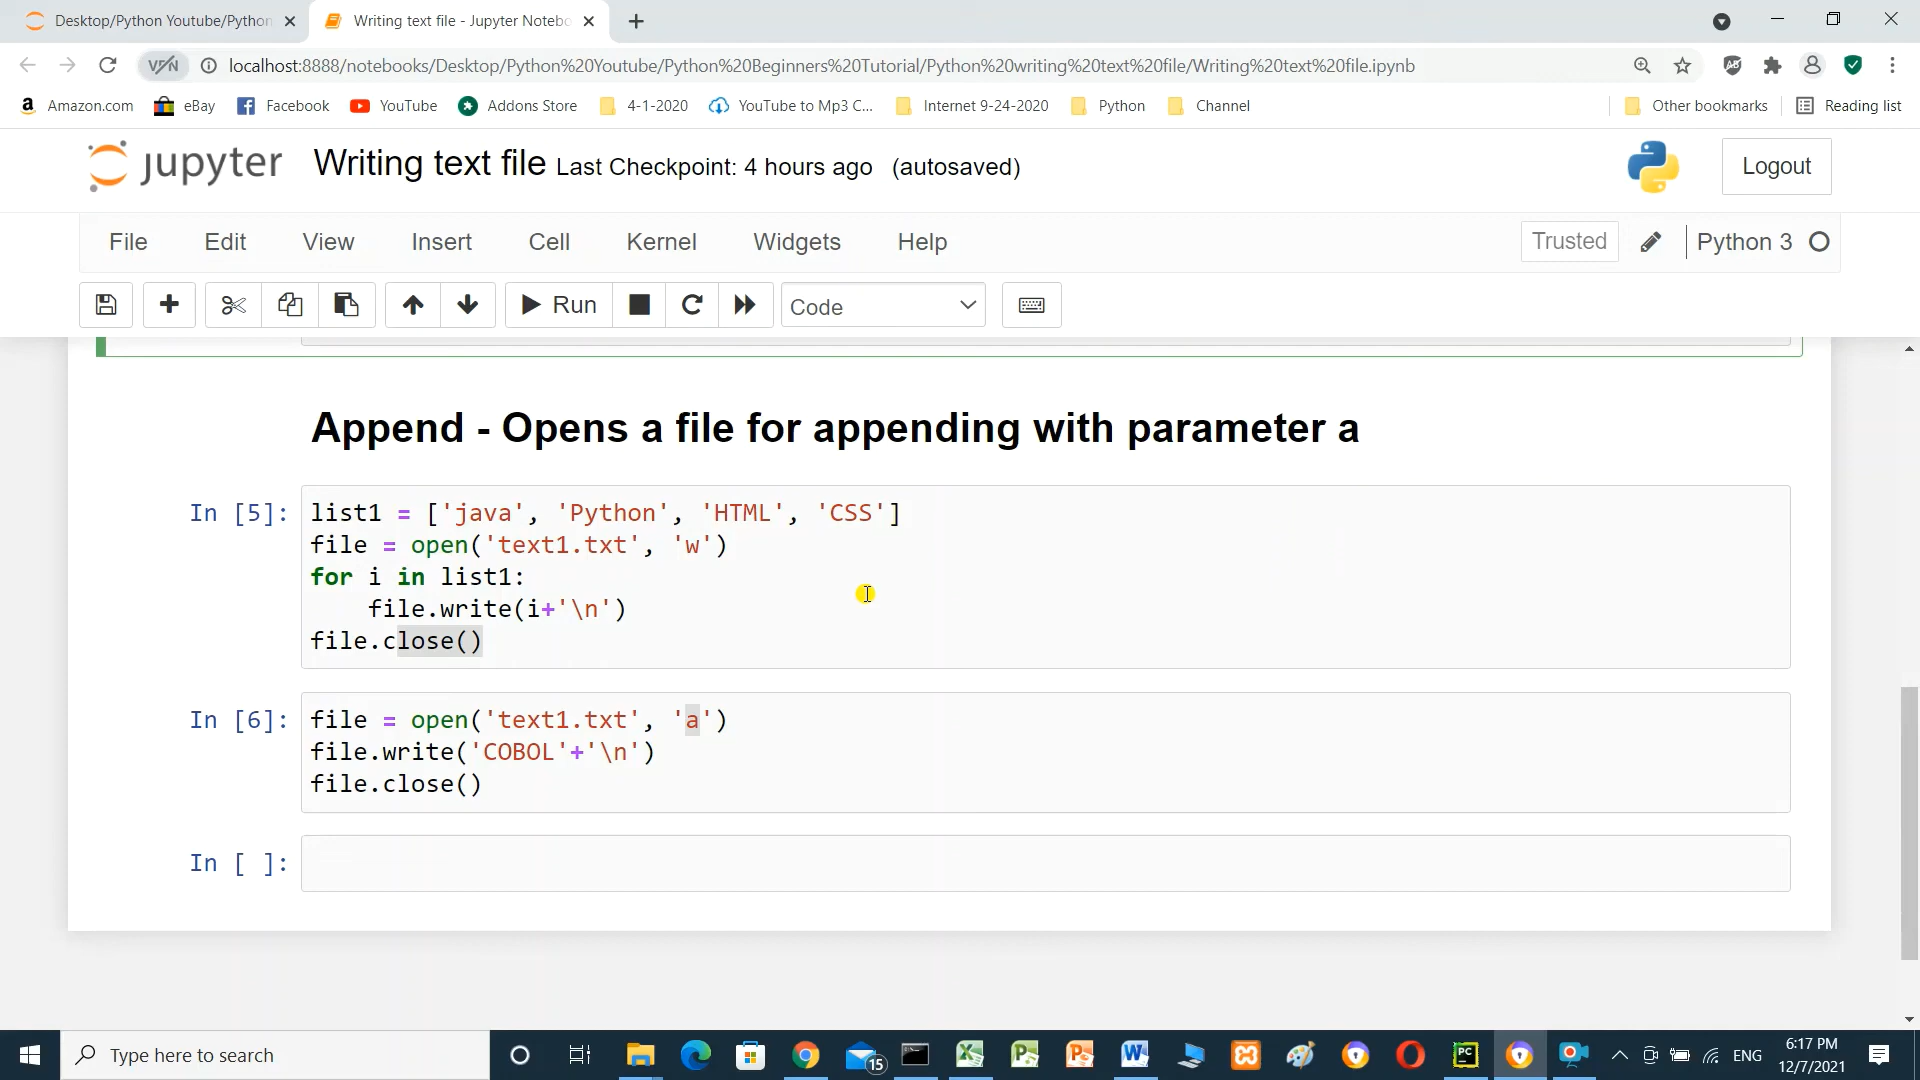 Desktop/Python Youtube/Python
Writing text file - Jupyter Notebo
VPN
localhost:8888/notebooks/Desktop/Python%20Youtube/Python%20Beginners%20Tutorial/Python%20writing%20text%20file/Writing%20text%20file.ipynb
Amazon.com eBay Facebook YouTube Addons Store 4-1-2020 YouTube to Mp3 C... Internet 9-24-2020 Python Channel Other bookmarks Reading list
jupyter Writing text file Last Checkpoint: 4 hours ago (autosaved) Logout
File Edit View Insert Cell Kernel Widgets Help Trusted Python 3
Run Code
Append - Opens a file for appending with parameter a
In [5]: list1 = ['java', 'Python', 'HTML', 'CSS']
file = open('text1.txt', 'w')
for i in list1:
file.write(i+'\n')
file.close()
In [6]: file = open('text1.txt', 'a')
file.write('COBOL'+'\n')
file.close()
In [ ]:
Type here to search 15 PC ENG 6:17 PM
12/7/2021